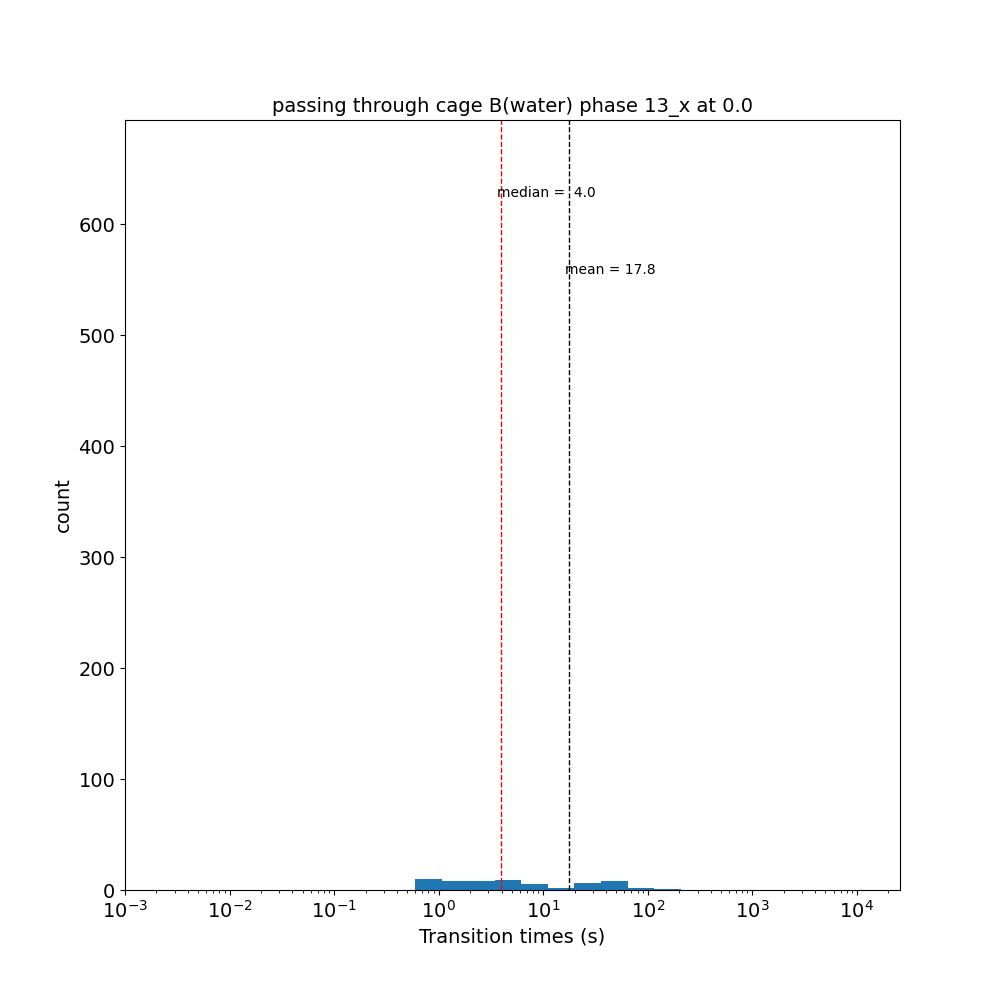 passing through cage B(water) phase 13_x at 0.0
median =  4.0
mean = 17.8
600
500
400
300
200
100
0
count
10⁻³ 10⁻² 10⁻¹ 10⁰ 10¹ 10² 10³ 10⁴
Transition times (s)